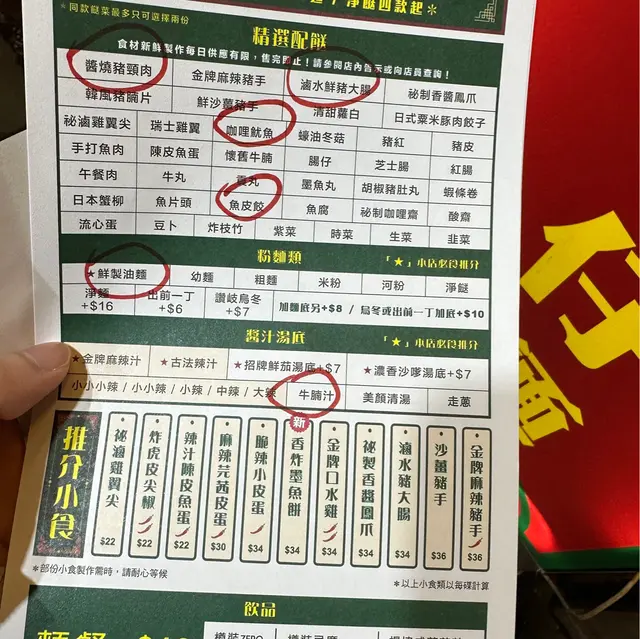 ＊同款餸菜最多只可選擇兩份
淨餸四款起＊
精選配餸
食材新鮮製作每日供應有限，售完即止！請參閱店內告示或向店員查詢！
醬燒豬頸肉 金牌麻辣豬手 滷水鮮豬大腸 祕制香醬鳳爪
韓風豬腩片 鮮沙薑豬手 清甜蘿白 日式粟米豚肉餃子
祕滷雞翼尖 瑞士雞翼 咖哩魷魚 蠔油冬菇 豬紅 豬皮
手打魚肉 陳皮魚蛋 懷舊牛腩 腸仔 芝士腸 紅腸
午餐肉 牛丸 貢丸 墨魚丸 胡椒豬肚丸 蝦條卷
日本蟹柳 魚片頭 魚皮餃 魚腐 祕制咖喱齋 酸齋
流心蛋 豆卜 炸枝竹 紫菜 時菜 生菜 韭菜
粉麵類 「★」本店必食推介
★鮮製油麵 幼麵 粗麵 米粉 河粉 淨餸
淨麵+$16 出前一丁+$6 讚岐烏冬+$7 加麵底另+$8 / 烏冬或出前一丁加底+$10
醬汁湯底 「★」本店必食推介
★金牌麻辣汁 ★古法辣汁 ★招牌鮮茄湯底+$7 ★濃香沙嗲湯底+$7
小小小辣 / 小小辣 / 小辣 / 中辣 / 大辣 牛腩汁 美顏清湯 走蔥
推介小食
祕滷雞翼尖 $22
炸虎皮尖椒 $22
辣汁陳皮魚蛋 $22
麻辣芫茜皮蛋 $30
脆辣小皮蛋 $34
新 香炸墨魚餅 $34
金牌口水雞 $34
祕製香醬鳳爪 $34
滷水豬大腸 $34
沙薑豬手 $36
金牌麻辣豬手 $36
＊部份小食製作需時，請耐心等候
＊以上小食類以每碟計算
飲品